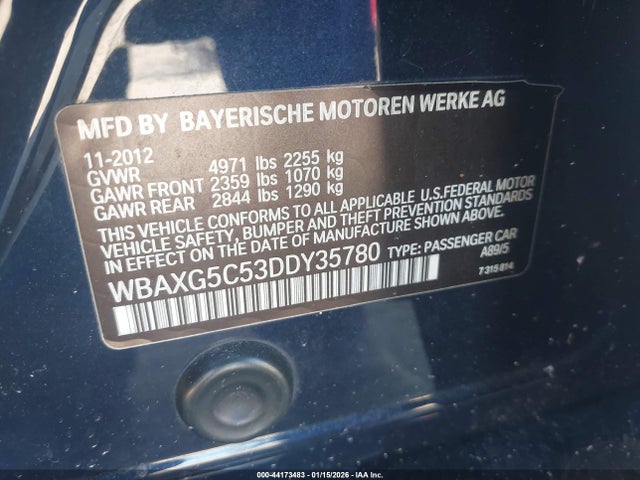 MFD BY BAYERISCHE MOTOREN WERKE AG
11-2012
GVWR 4971 lbs 2255 kg
GAWR FRONT 2359 lbs 1070 kg
GAWR REAR 2844 lbs 1290 kg
THIS VEHICLE CONFORMS TO ALL APPLICABLE U.S.FEDERAL MOTOR
VEHICLE SAFETY, BUMPER AND THEFT PREVENTION STANDARDS
IN EFFECT ON THE DATE OF MANUFACTURE SHOWN ABOVE.
WBAXG5C53DDY35780 TYPE: PASSENGER CAR
A89/5
7 315 814
00-44173483 - 01/15/2026 - IAA Inc.